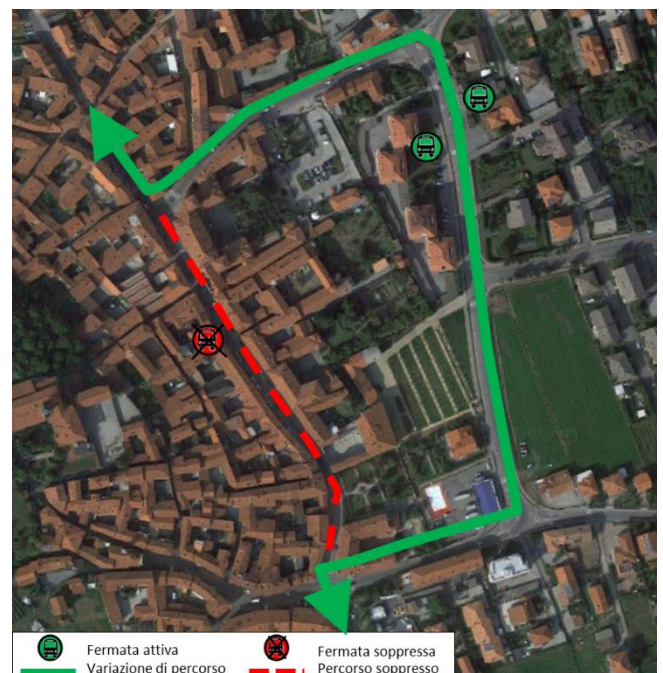 Fermata attiva
Fermata soppressa
Variazione di percorso
Percorso soppresso